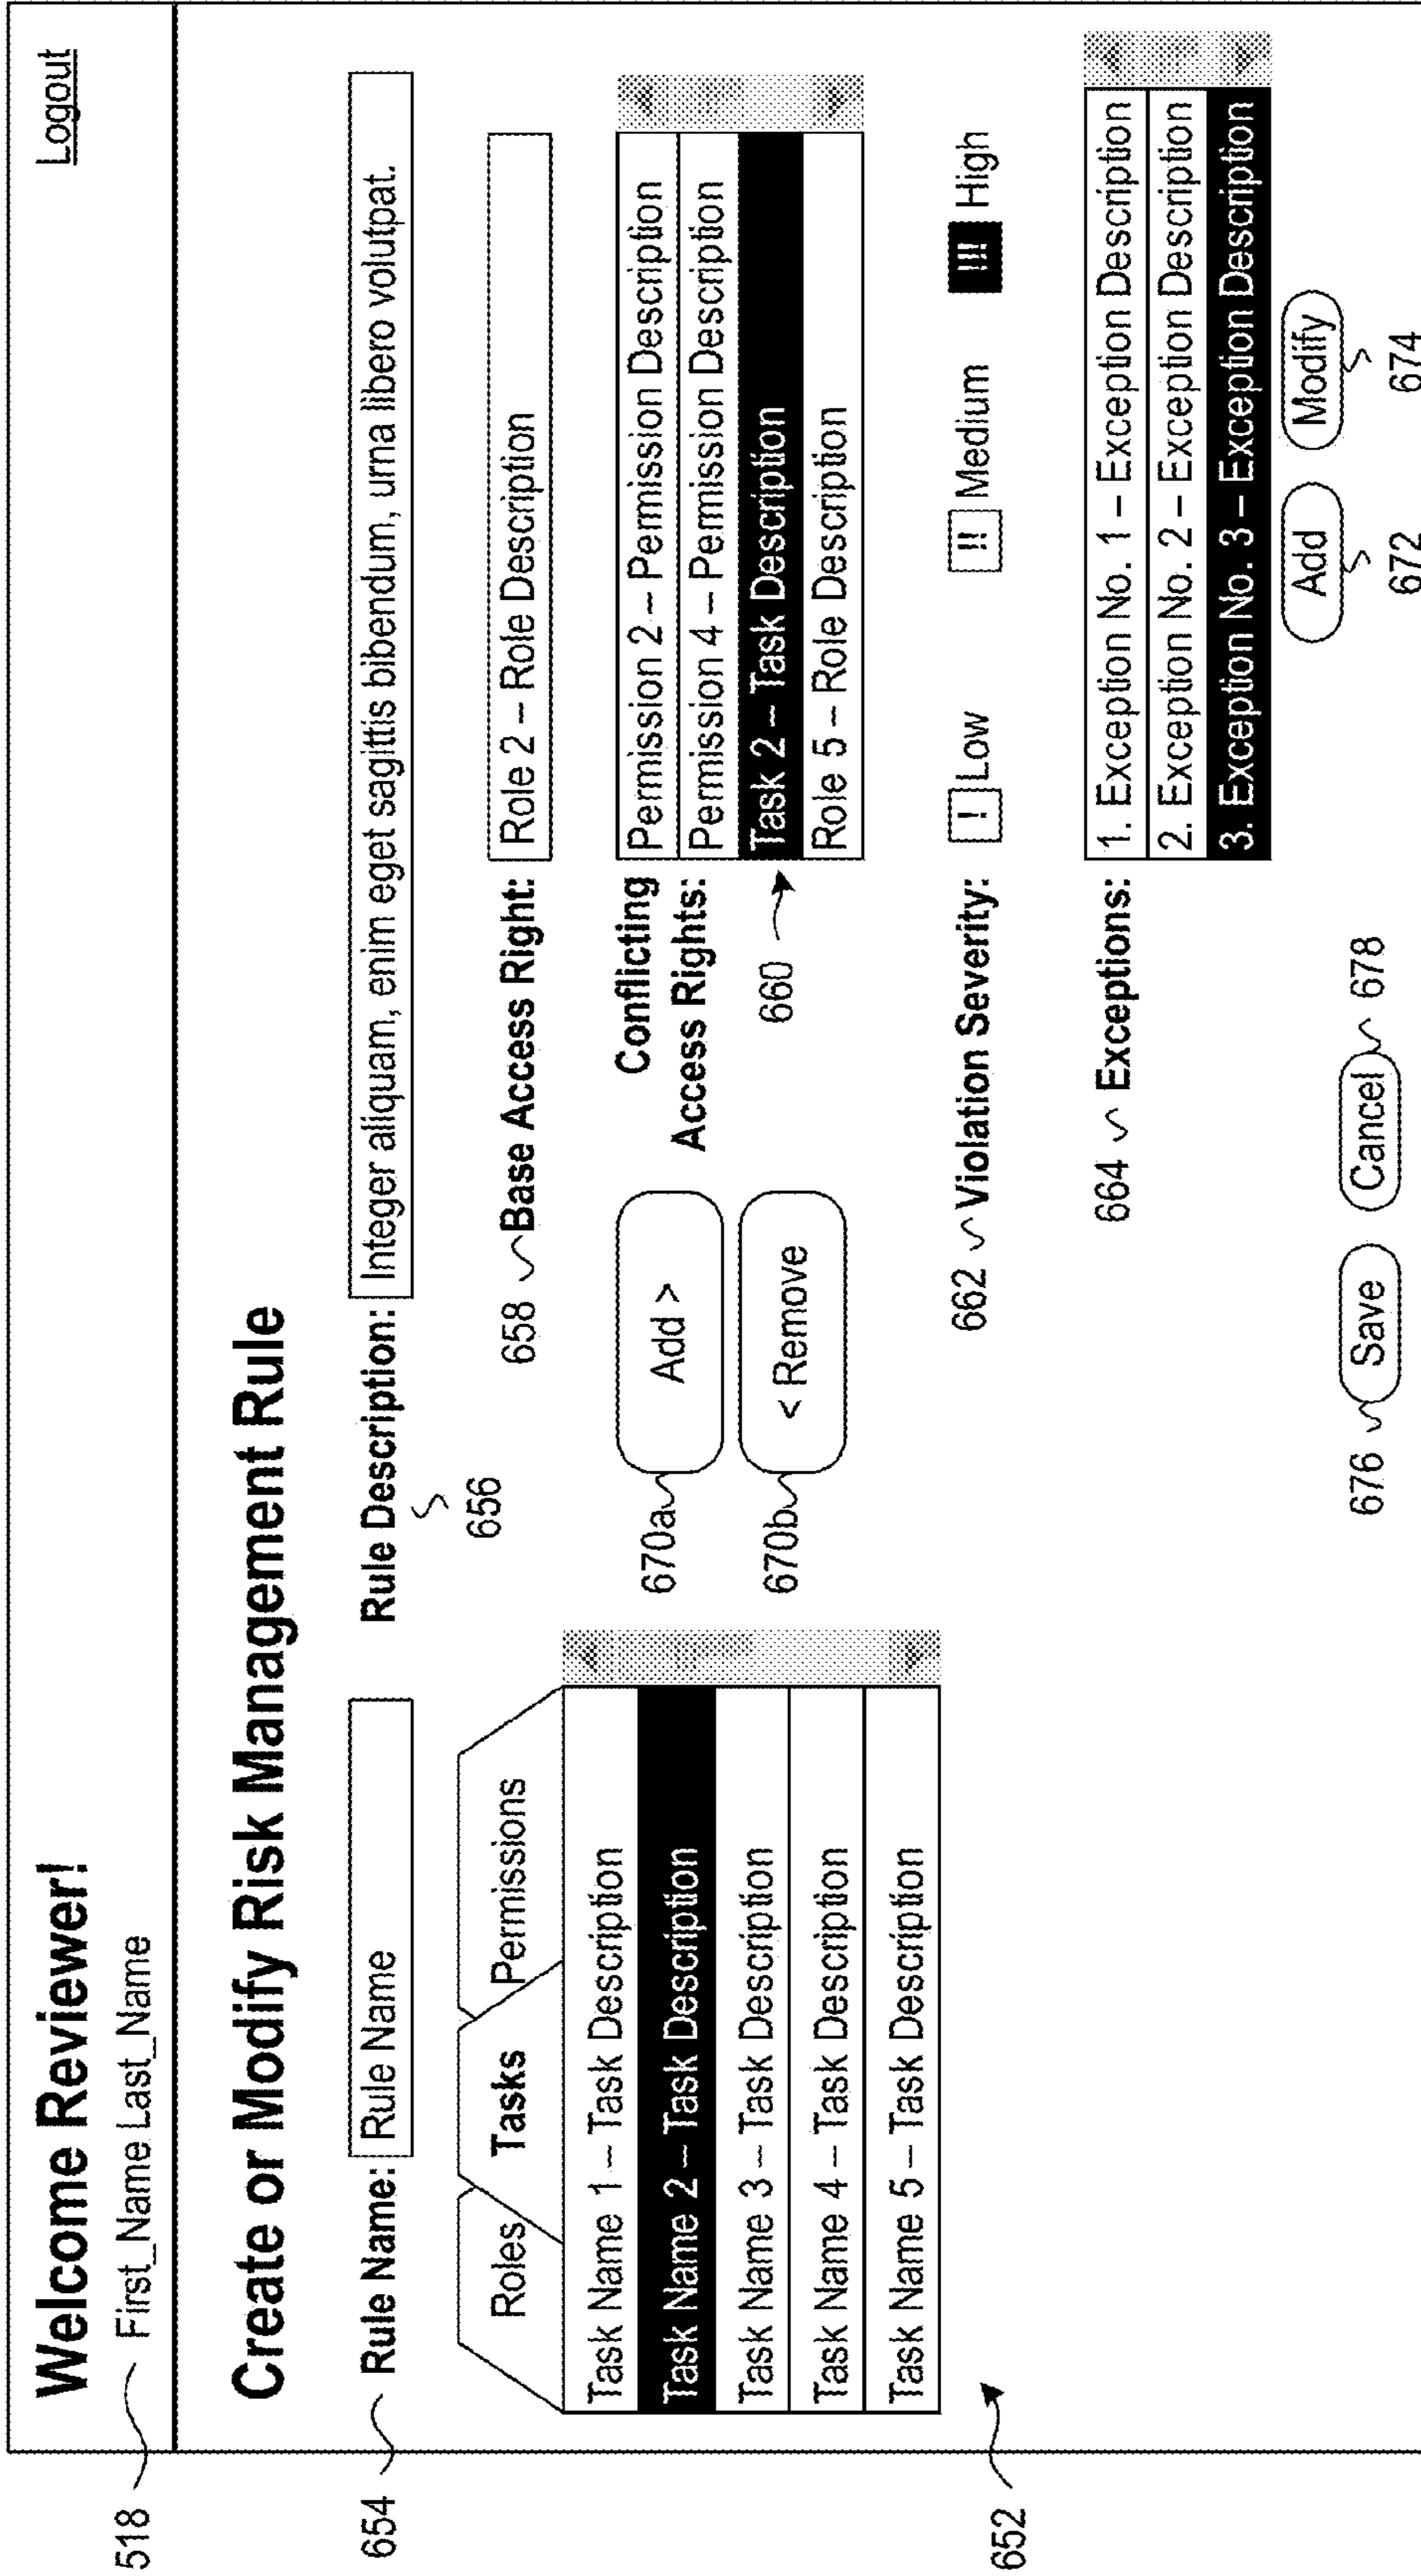 Welcome Reviewer!
Logout
518
First_Name Last_Name
Create or Modify Risk Management Rule
654
Rule Name:
Rule Name
Rule Description:
Integer aliquam, enim eget sagittis bibendum, urna libero volutpat.
656
Roles
Tasks
Permissions
Task Name 1 – Task Description
Task Name 2 – Task Description
Task Name 3 – Task Description
Task Name 4 – Task Description
Task Name 5 – Task Description
652
658
Base Access Right:
Role 2 – Role Description
670a
Add >
670b
< Remove
Conflicting
Access Rights:
660
Permission 2 – Permission Description
Permission 4 – Permission Description
Task 2 – Task Description
Role 5 – Role Description
662
Violation Severity:
! Low
!! Medium
!!! High
664
Exceptions:
1. Exception No. 1 – Exception Description
2. Exception No. 2 – Exception Description
3. Exception No. 3 – Exception Description
Add
Modify
672
674
676
Save
Cancel
678